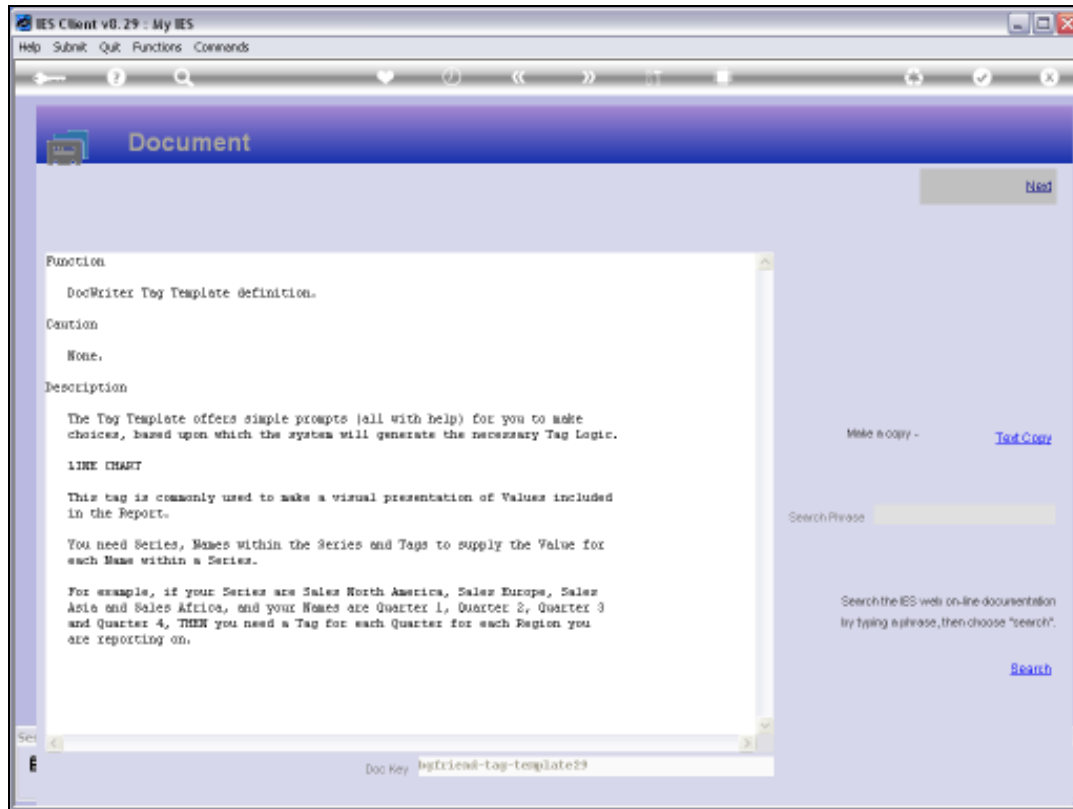 IES Client v8.29 : My IES
Help Submit Quit Functions Commands
Document
Next
Function
DocWriter Tag Template definition.
Caution
None.
Description
The Tag Template offers simple prompts (all with help) for you to make
choices, based upon which the system will generate the necessary Tag Logic.
LINE CHART
This tag is commonly used to make a visual presentation of Values included
in the Report.
You need Series, Names within the Series and Tags to supply the Value for
each Name within a Series.
For example, if your Series are Sales North America, Sales Europe, Sales
Asia and Sales Africa, and your Names are Quarter 1, Quarter 2, Quarter 3
and Quarter 4, THEN you need a Tag for each Quarter for each Region you
are reporting on.
Make a copy -
Text Copy
Search Phrase
Search the IES web on-line documentation
by typing a phrase, then choose "search".
Search
Doc Key